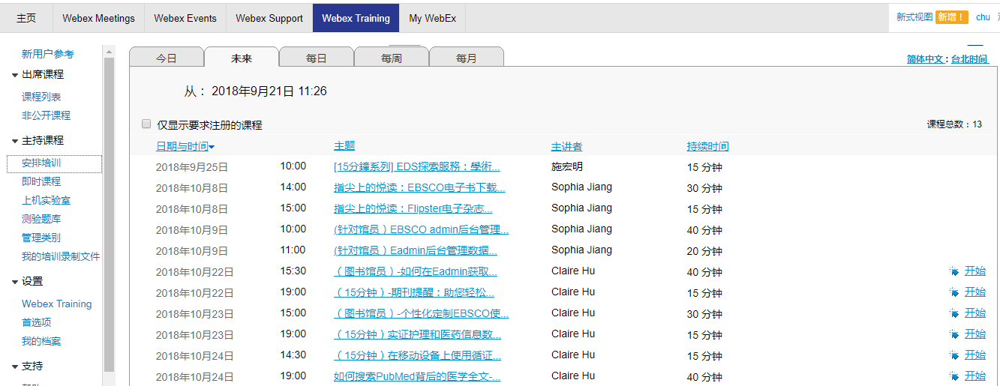 主页 Webex Meetings Webex Events Webex Support Webex Training My WebEx 新式视图 新增！ chu
今日 未来 每日 每周 每月 简体中文 : 台北时间
新用户参考
出席课程
课程列表
非公开课程
主持课程
安排培训
即时课程
上机实验室
测验题库
管理类别
我的培训录制文件
设置
Webex Training
首选项
我的档案
支持
从： 2018年9月21日 11:26
仅显示要求注册的课程 课程总数：13
日期与时间 主题 主讲者 持续时间
2018年9月25日 10:00 [15分鐘系列] EDS探索服務：學術... 施宏明 15 分钟
2018年10月8日 14:00 指尖上的悦读：EBSCO电子书下载... Sophia Jiang 30 分钟
2018年10月8日 15:00 指尖上的悦读：Flipster电子杂志... Sophia Jiang 15 分钟
2018年10月9日 10:00 (针对馆员）EBSCO admin后台管理... Sophia Jiang 40 分钟
2018年10月9日 11:00 (针对馆员）Eadmin后台管理数据... Sophia Jiang 20 分钟
2018年10月22日 15:30 （图书馆员）-如何在Eadmin获取... Claire Hu 40 分钟 开始
2018年10月22日 19:00 （15分钟）-期刊提醒：助您轻松... Claire Hu 15 分钟 开始
2018年10月23日 15:00 （图书馆员）-个性化定制EBSCO使... Claire Hu 30 分钟 开始
2018年10月23日 19:00 （15分钟）实证护理和医药信息数... Claire Hu 15 分钟 开始
2018年10月24日 14:30 （15分钟）在移动设备上使用循证... Claire Hu 15 分钟 开始
2018年10月24日 19:00 如何搜索PubMed背后的医学全文-... Claire Hu 40 分钟 开始